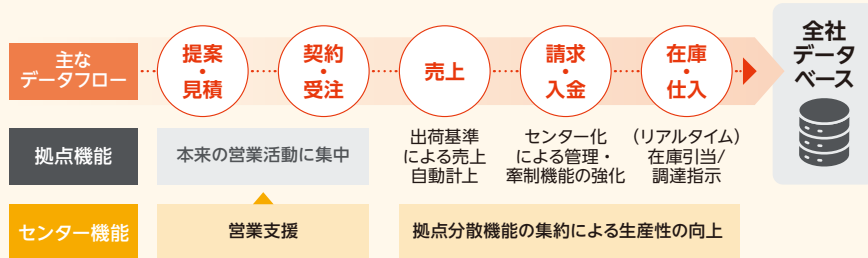 主な
データフロー
提案
・
見積
契約
・
受注
売上
請求
・
入金
在庫
・
仕入
全社
データ
ベース
拠点機能
本来の営業活動に集中
出荷基準
による売上
自動計上
センター化
による管理・
牽制機能の強化
(リアルタイム)
在庫引当/
調達指示
センター機能
営業支援
拠点分散機能の集約による生産性の向上